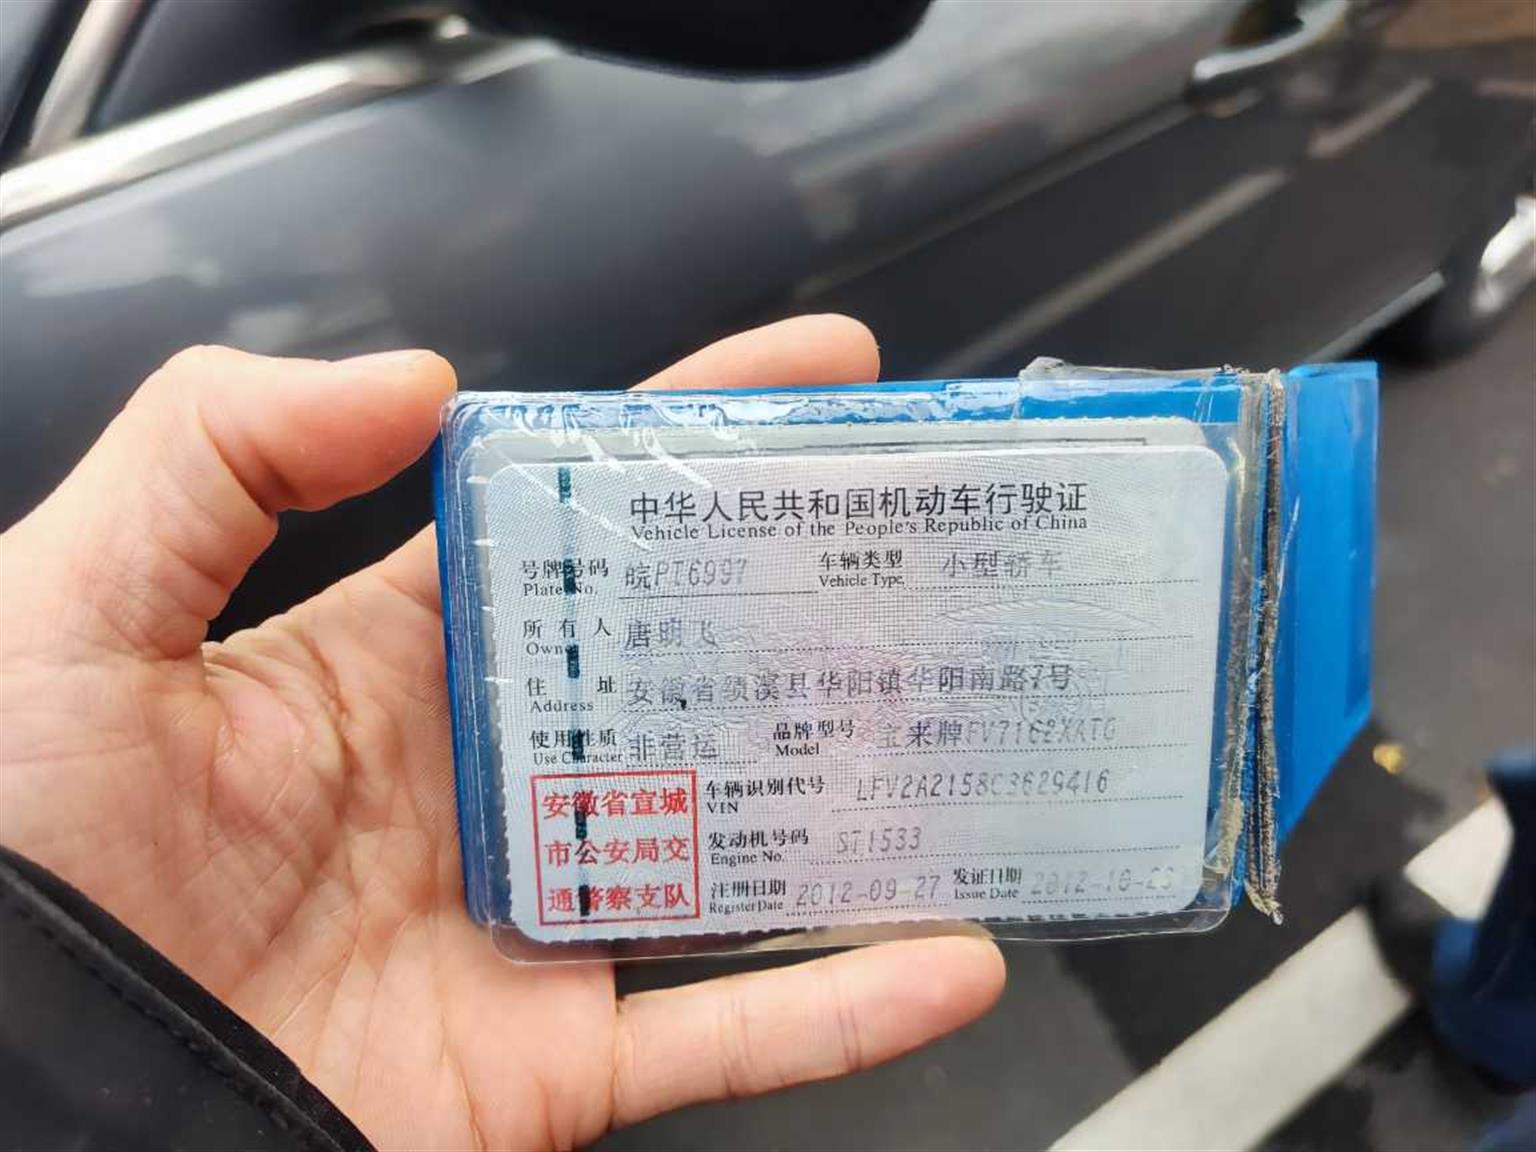 中华人民共和国机动车行驶证
Vehicle License of the People's Republic of China
号牌号码 皖PT6997 车辆类型 小型轿车
Plate No. Vehicle Type
所有人 唐明飞
Owner
住址 安徽省绩溪县华阳镇华阳南路7号
Address
使用性质 非营运 品牌型号 宝来牌FV7162XATG
Use Character Model
安徽省宣城
市公安局交
通警察支队
车辆识别代号 LFV2A2158C3629416
VIN
发动机号码 ST1533
Engine No.
注册日期 2012-09-27 发证日期
Register Date Issue Date